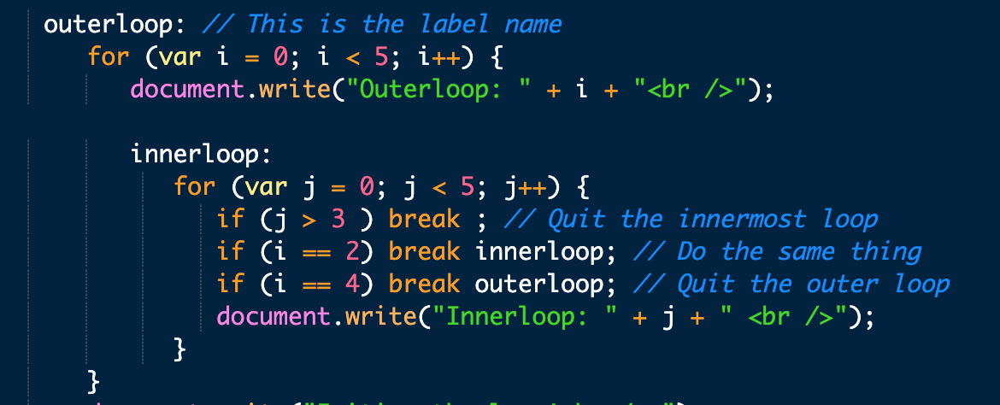 outerloop: // This is the label name
for (var i = 0; i < 5; i++) {
document.write("Outerloop: " + i + "<br />");
innerloop:
for (var j = 0; j < 5; j++) {
if (j > 3 ) break ; // Quit the innermost loop
if (i == 2) break innerloop; // Do the same thing
if (i == 4) break outerloop; // Quit the outer loop
document.write("Innerloop: " + j + " <br />");
}
}